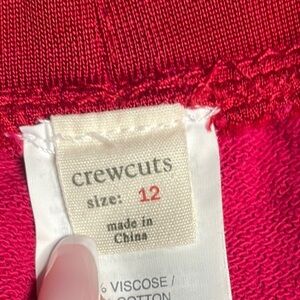 crewcuts
size: 12
made in
China
% VISCOSE /
COTTON